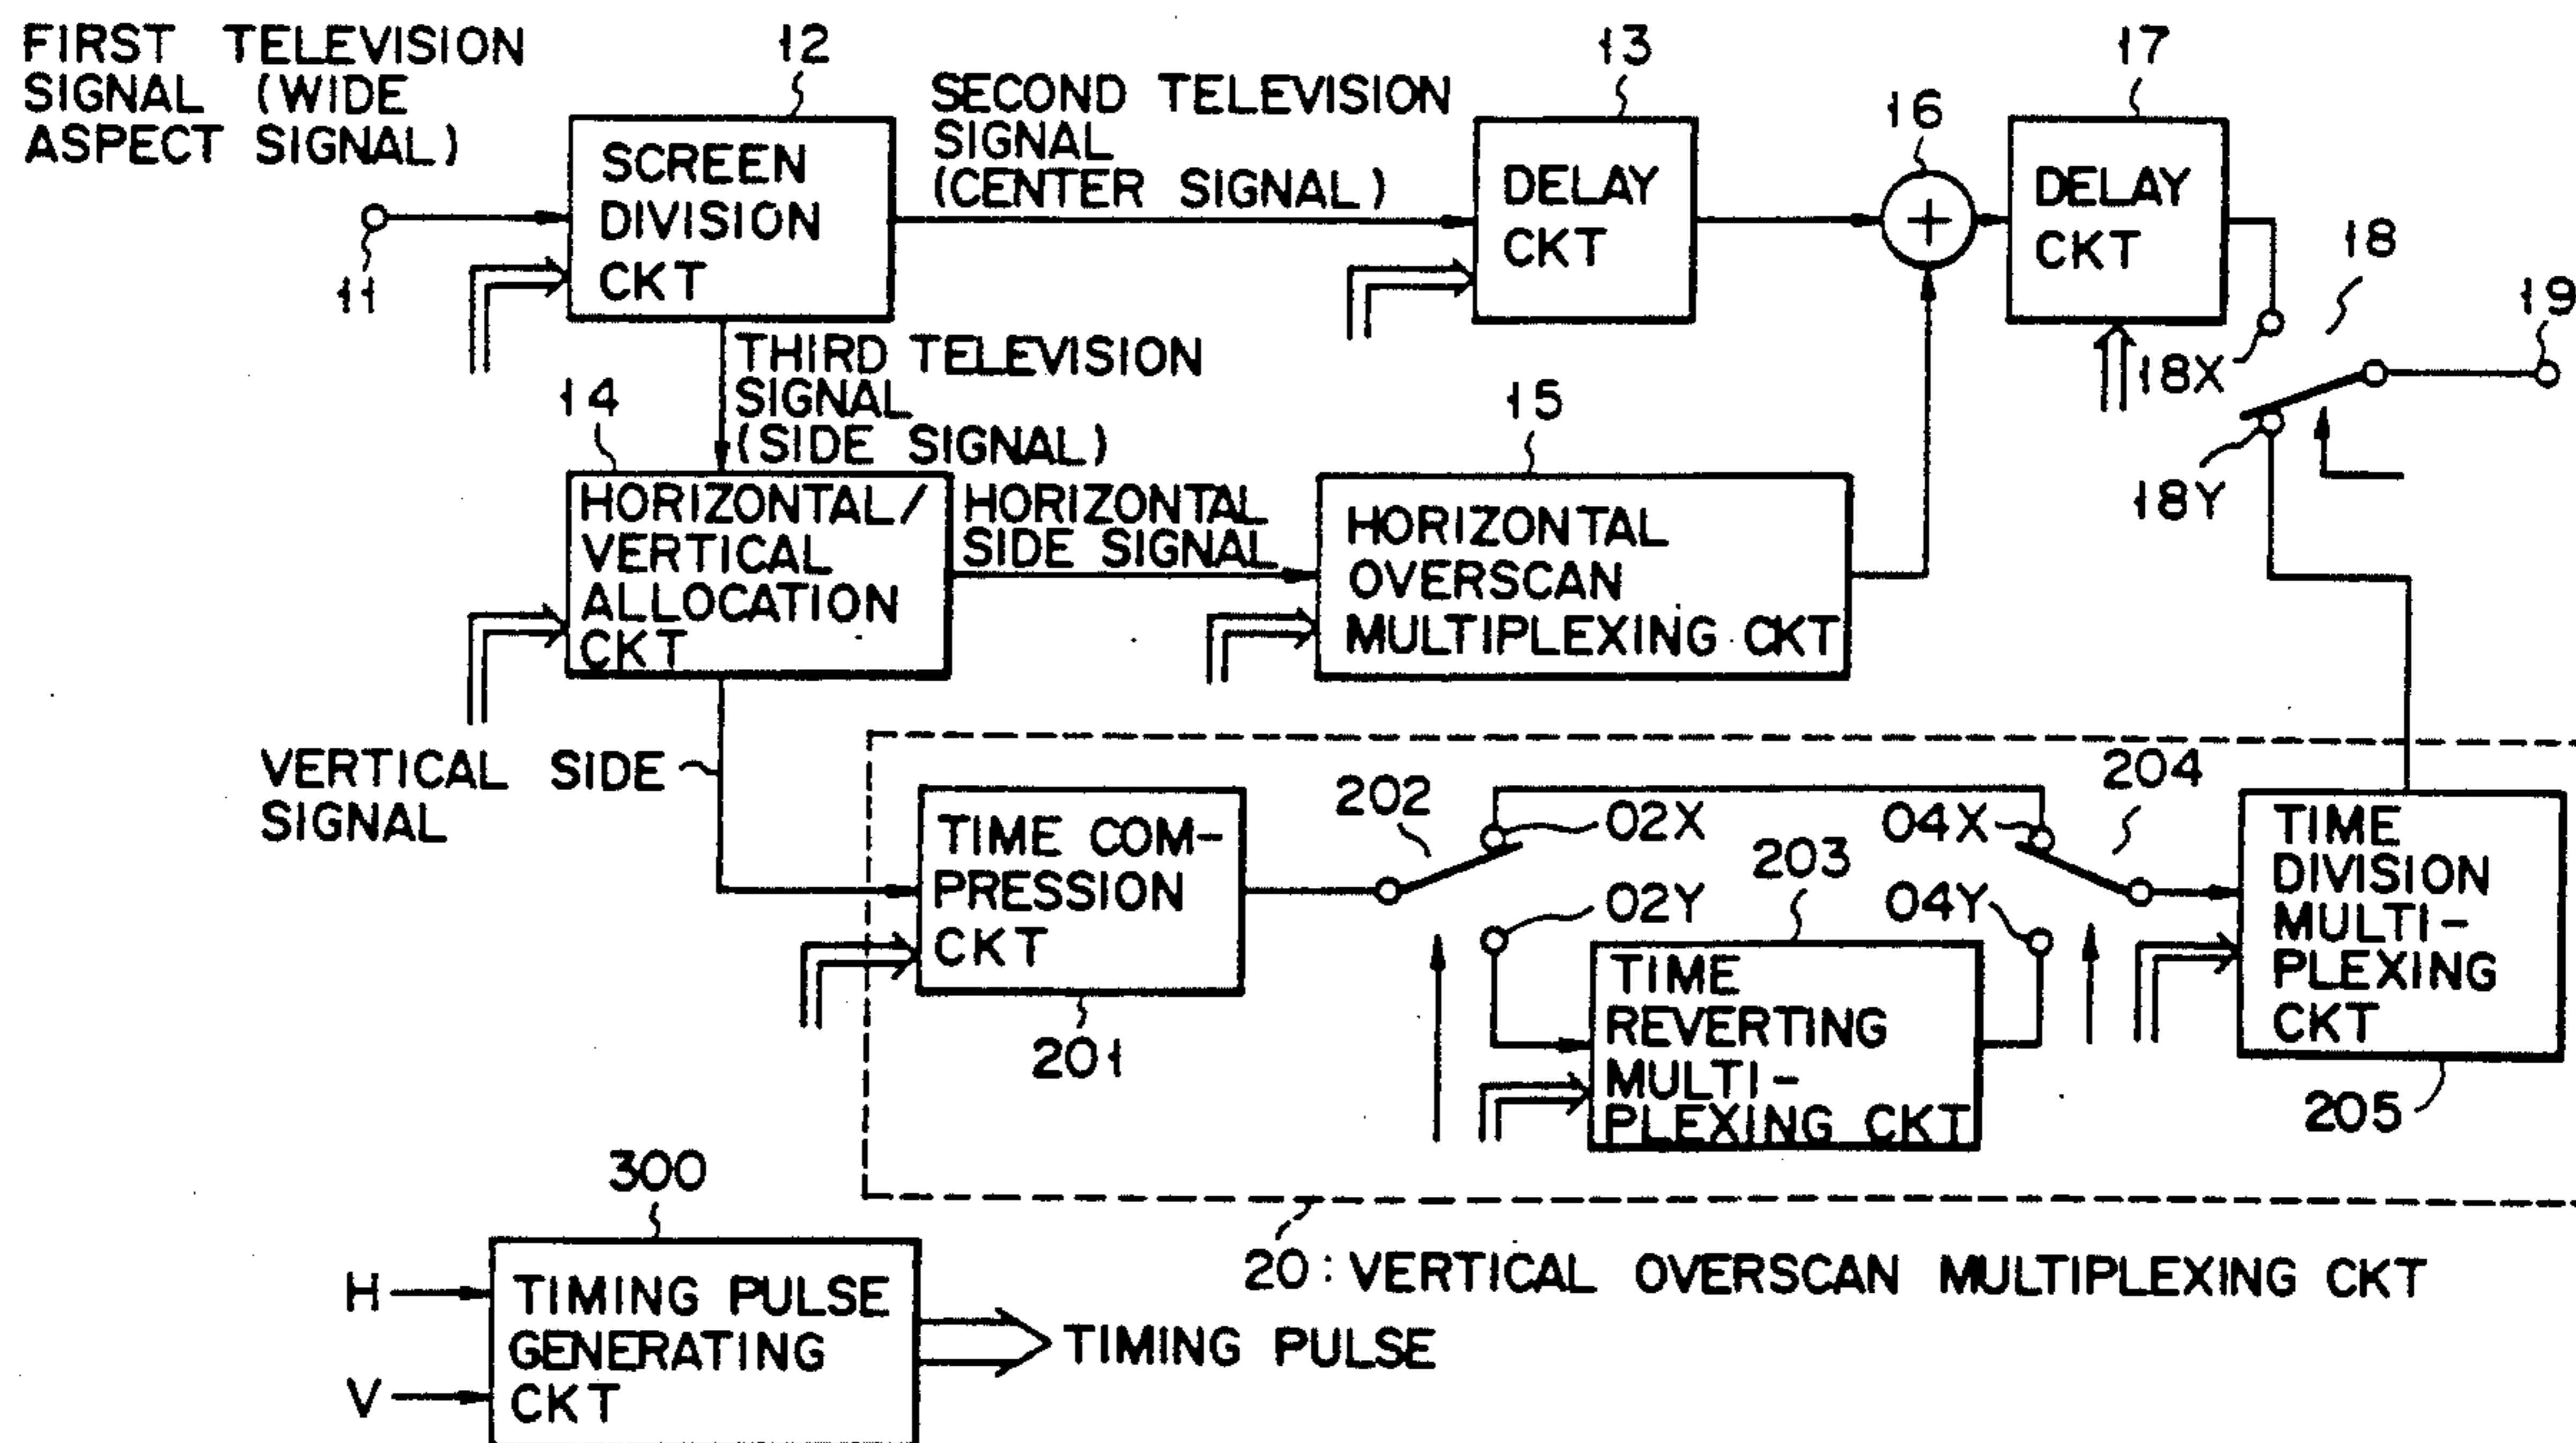 FIRST TELEVISION
SIGNAL (WIDE
ASPECT SIGNAL)
11
12
SCREEN
DIVISION
CKT
SECOND TELEVISION
SIGNAL
(CENTER SIGNAL)
13
DELAY
CKT
16
+
17
DELAY
CKT
18
18X
18Y
19
THIRD TELEVISION
SIGNAL
(SIDE SIGNAL)
14
HORIZONTAL/
VERTICAL
ALLOCATION
CKT
HORIZONTAL
SIDE SIGNAL
15
HORIZONTAL
OVERSCAN
MULTIPLEXING CKT
VERTICAL SIDE
SIGNAL
TIME COM-
PRESSION
CKT
201
202
02X
02Y
203
TIME
REVERTING
MULTI-
PLEXING CKT
04X
04Y
204
TIME
DIVISION
MULTI-
PLEXING
CKT
205
20: VERTICAL OVERSCAN MULTIPLEXING CKT
300
H
V
TIMING PULSE
GENERATING
CKT
TIMING PULSE